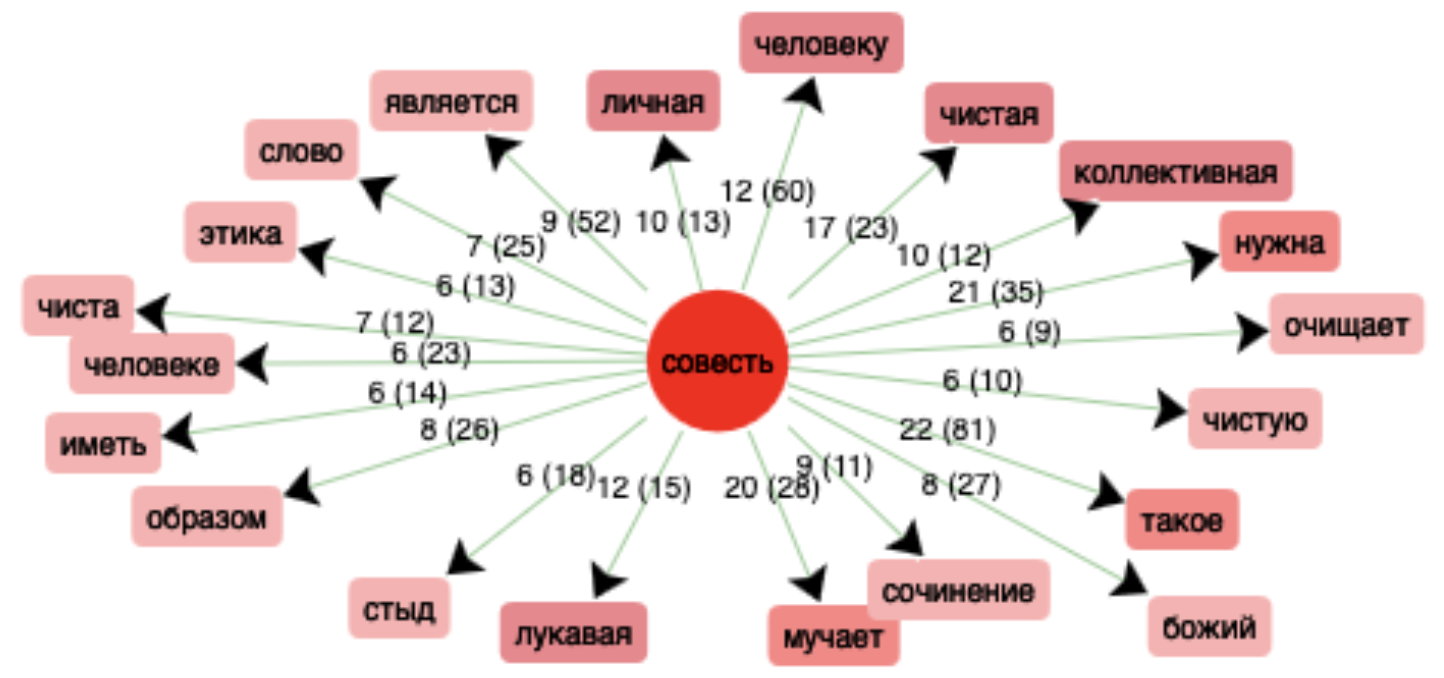 человеку
является
личная
чистая
слово
коллективная
12 (60)
9 (52)
10 (13)
17 (23)
этика
7 (25)
10 (12)
нужна
6 (13)
21 (35)
чиста
7 (12)
6 (9)
очищает
человеке
6 (23)
совесть
6 (14)
6 (10)
чистую
иметь
8 (26)
22 (81)
6 (18)
12 (15)
20 (28)
9 (11)
8 (27)
образом
такое
стыд
лукавая
мучает
сочинение
божий